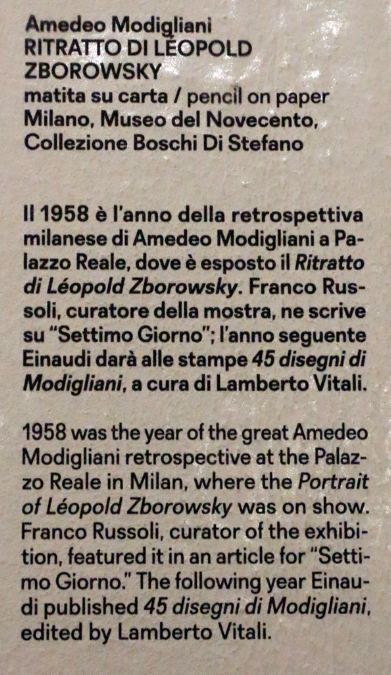 Amedeo Modigliani
RITRATTO DI LÉOPOLD
ZBOROWSKY
matita su carta / pencil on paper
Milano, Museo del Novecento,
Collezione Boschi Di Stefano
Il 1958 è l'anno della retrospettiva
milanese di Amedeo Modigliani a Pa-
lazzo Reale, dove è esposto il Ritratto
di Léopold Zborowsky. Franco Rus-
soli, curatore della mostra, ne scrive
su "Settimo Giorno"; l'anno seguente
Einaudi darà alle stampe 45 disegni di
Modigliani, a cura di Lamberto Vitali.
1958 was the year of the great Amedeo
Modigliani retrospective at the Palaz-
zo Reale in Milan, where the Portrait
of Léopold Zborowsky was on show.
Franco Russoli, curator of the exhibi-
tion, featured it in an article for "Setti-
mo Giorno." The following year Einau-
di published 45 disegni di Modigliani,
edited by Lamberto Vitali.